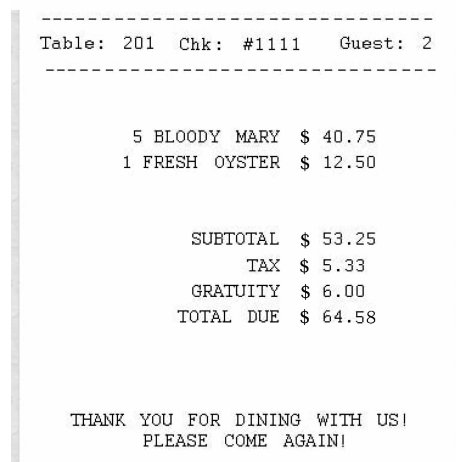 --------------------------------
Table: 201 Chk: #1111 Guest: 2
--------------------------------
5 BLOODY MARY $ 40.75
1 FRESH OYSTER $ 12.50
SUBTOTAL $ 53.25
TAX $ 5.33
GRATUITY $ 6.00
TOTAL DUE $ 64.58
THANK YOU FOR DINING WITH US!
PLEASE COME AGAIN!